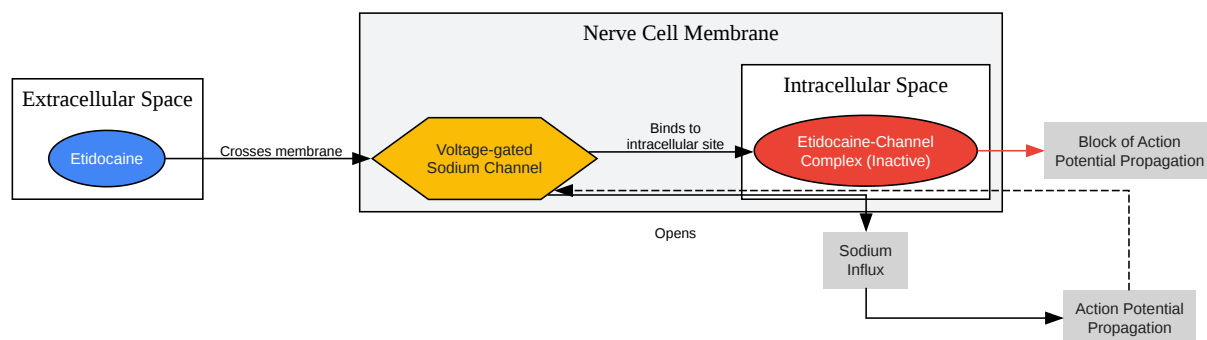 Nerve Cell Membrane
Extracellular Space
Intracellular Space
Etidocaine
Crosses membrane
Voltage-gated
Sodium Channel
Binds to
intracellular site
Etidocaine-Channel
Complex (Inactive)
Block of Action
Potential Propagation
Opens
Sodium
Influx
Action Potential
Propagation